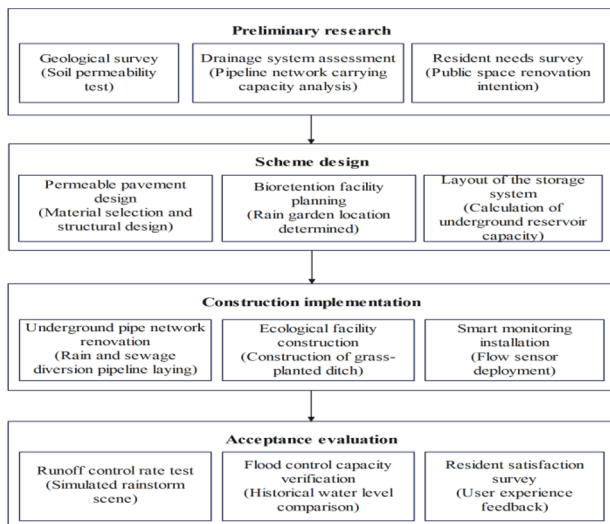 Preliminary research
Geological survey
(Soil permeability
test)
Drainage system assessment
(Pipeline network carrying
capacity analysis)
Resident needs survey
(Public space renovation
intention)
Scheme design
Permeable pavement
design
(Material selection and
structural design)
Bioretention facility
planning
(Rain garden location
determined)
Layout of the storage
system
(Calculation of
underground reservoir
capacity)
Construction implementation
Underground pipe network
renovation
(Rain and sewage
diversion pipeline laying)
Ecological facility
construction
(Construction of grass-
planted ditch)
Smart monitoring
installation
(Flow sensor
deployment)
Acceptance evaluation
Runoff control rate test
(Simulated rainstorm
scene)
Flood control capacity
verification
(Historical water level
comparison)
Resident satisfaction
survey
(User experience
feedback)